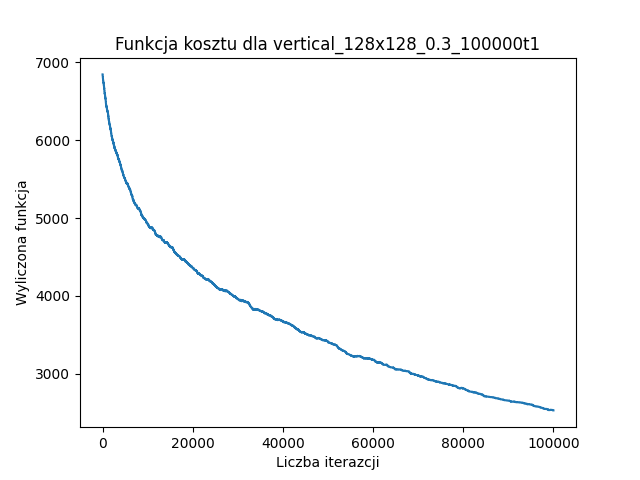 Funkcja kosztu dla vertical_128x128_0.3_100000t1
7000
6000
5000
4000
3000
Wyliczona funkcja
0 20000 40000 60000 80000 100000
Liczba iterazcji